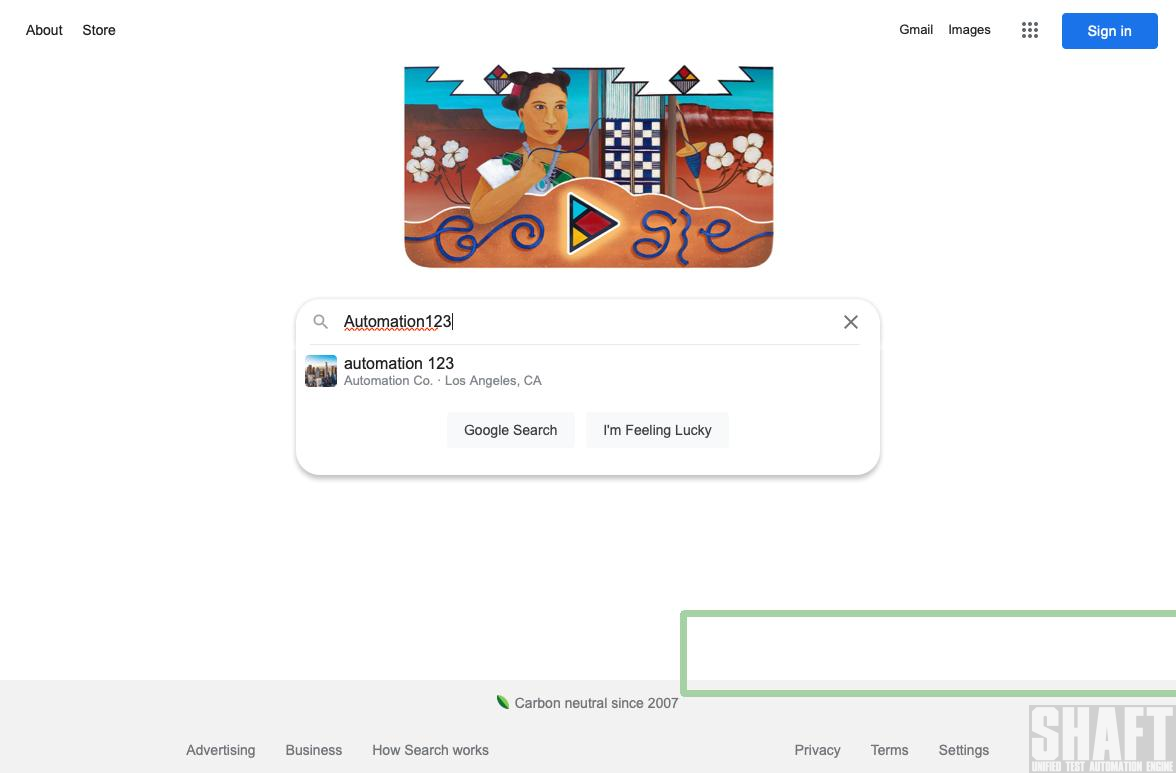 About Store
Gmail Images
Sign in
Automation123
automation 123
Automation Co. · Los Angeles, CA
Google Search I'm Feeling Lucky
Carbon neutral since 2007
Advertising Business How Search works
Privacy Terms Settings
SHAFT
UNIFIED TEST AUTOMATION ENGINE